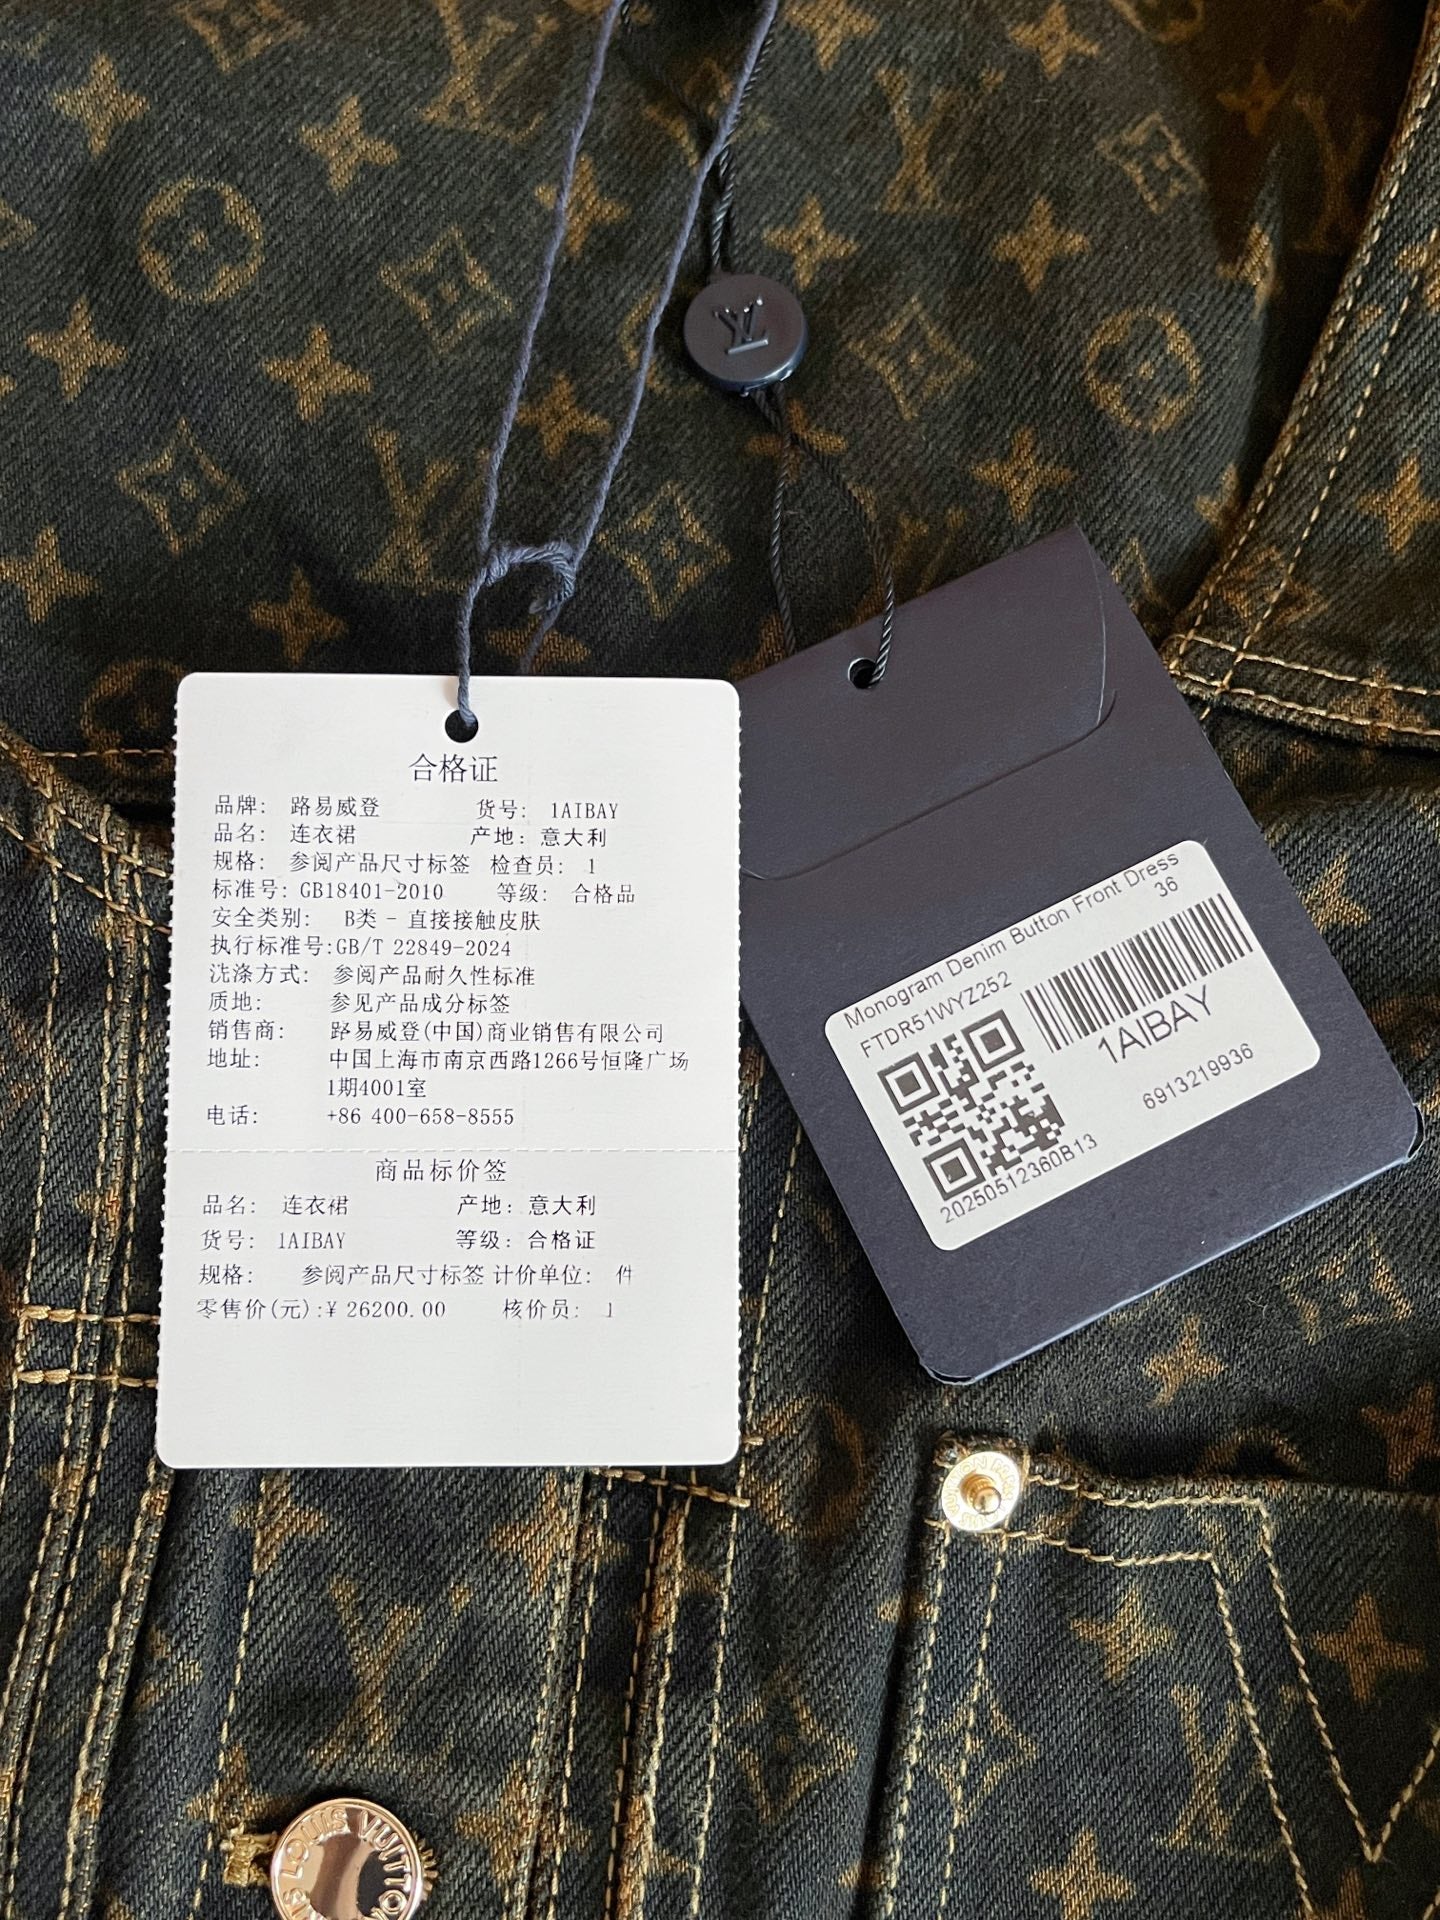 合格证
品牌: 路易威登 货号: 1AIBAY
品名: 连衣裙 产地: 意大利
规格: 参阅产品尺寸标签 检查员: 1
标准号: GB18401-2010 等级: 合格品
安全类别: B类 - 直接接触皮肤
执行标准号:GB/T 22849-2024
洗涤方式: 参阅产品耐久性标准
质地: 参见产品成分标签
销售商: 路易威登(中国)商业销售有限公司
地址: 中国上海市南京西路1266号恒隆广场
1期4001室
电话: +86 400-658-8555
商品标价签
品名: 连衣裙 产地: 意大利
货号: 1AIBAY 等级: 合格证
规格: 参阅产品尺寸标签 计价单位: 件
零售价(元):¥ 26200.00 核价员: 1
LV
Monogram Denim Button Front Dress
36
FTDR51WYZ252
1AIBAY
6913219936
20250512360B13
LOUIS VUITTON